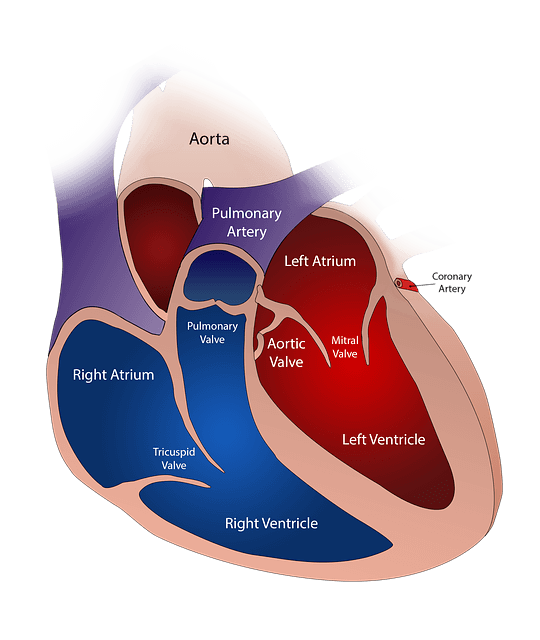 Aorta
Pulmonary
Artery
Left Atrium
Coronary
Artery
Pulmonary
Valve
Aortic
Valve
Mitral
Valve
Right Atrium
Left Ventricle
Tricuspid
Valve
Right Ventricle